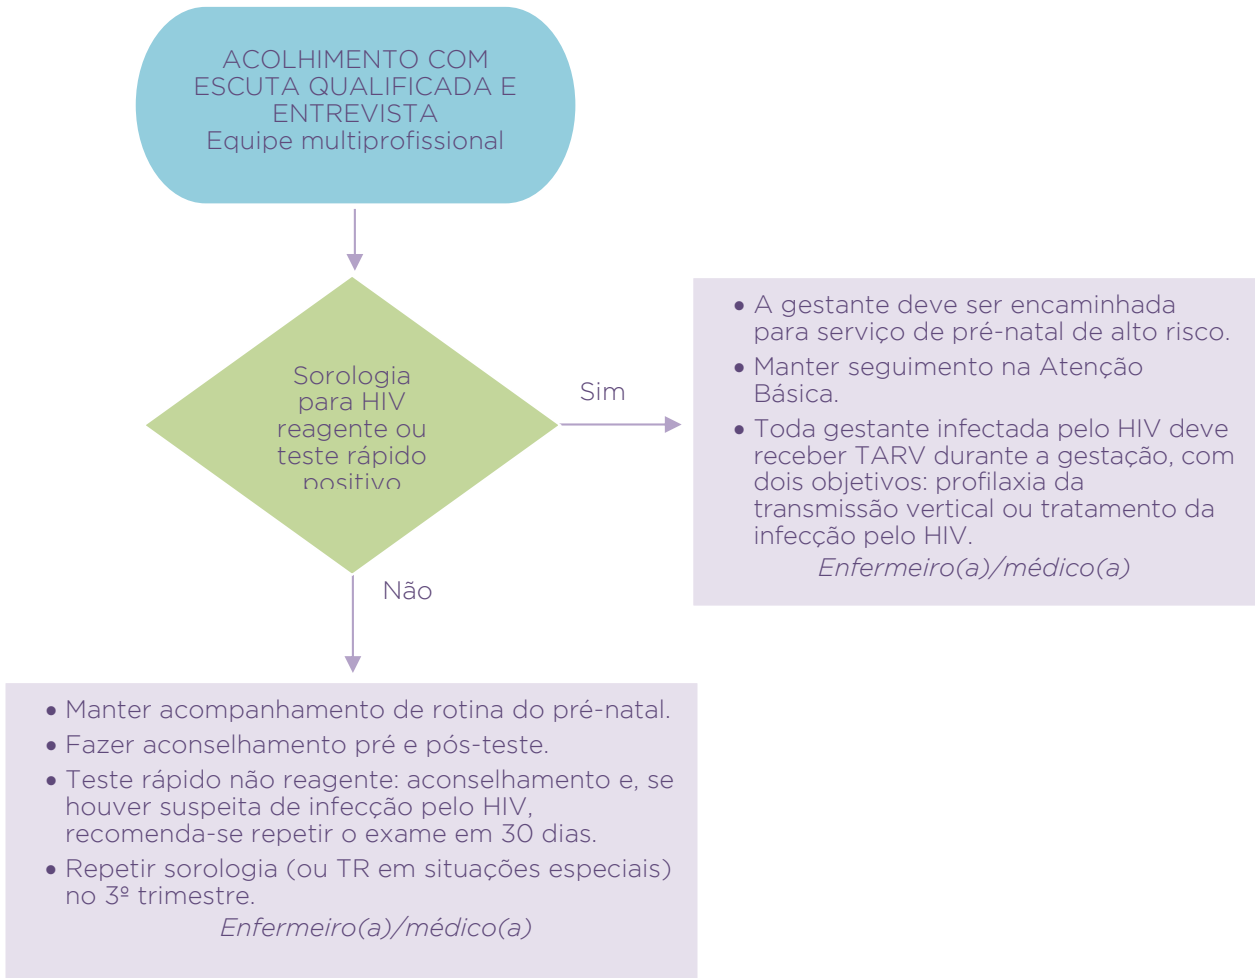 ACOLHIMENTO COM
ESCUTA QUALIFICADA E
ENTREVISTA
Equipe multiprofissional
Sorologia
para HIV
reagente ou
teste rápido
positivo
Sim
• A gestante deve ser encaminhada
para serviço de pré-natal de alto risco.
• Manter seguimento na Atenção
Básica.
• Toda gestante infectada pelo HIV deve
receber TARV durante a gestação, com
dois objetivos: profilaxia da
transmissão vertical ou tratamento da
infecção pelo HIV.
Enfermeiro(a)/médico(a)
Não
• Manter acompanhamento de rotina do pré-natal.
• Fazer aconselhamento pré e pós-teste.
• Teste rápido não reagente: aconselhamento e, se
houver suspeita de infecção pelo HIV,
recomenda-se repetir o exame em 30 dias.
• Repetir sorologia (ou TR em situações especiais)
no 3º trimestre.
Enfermeiro(a)/médico(a)